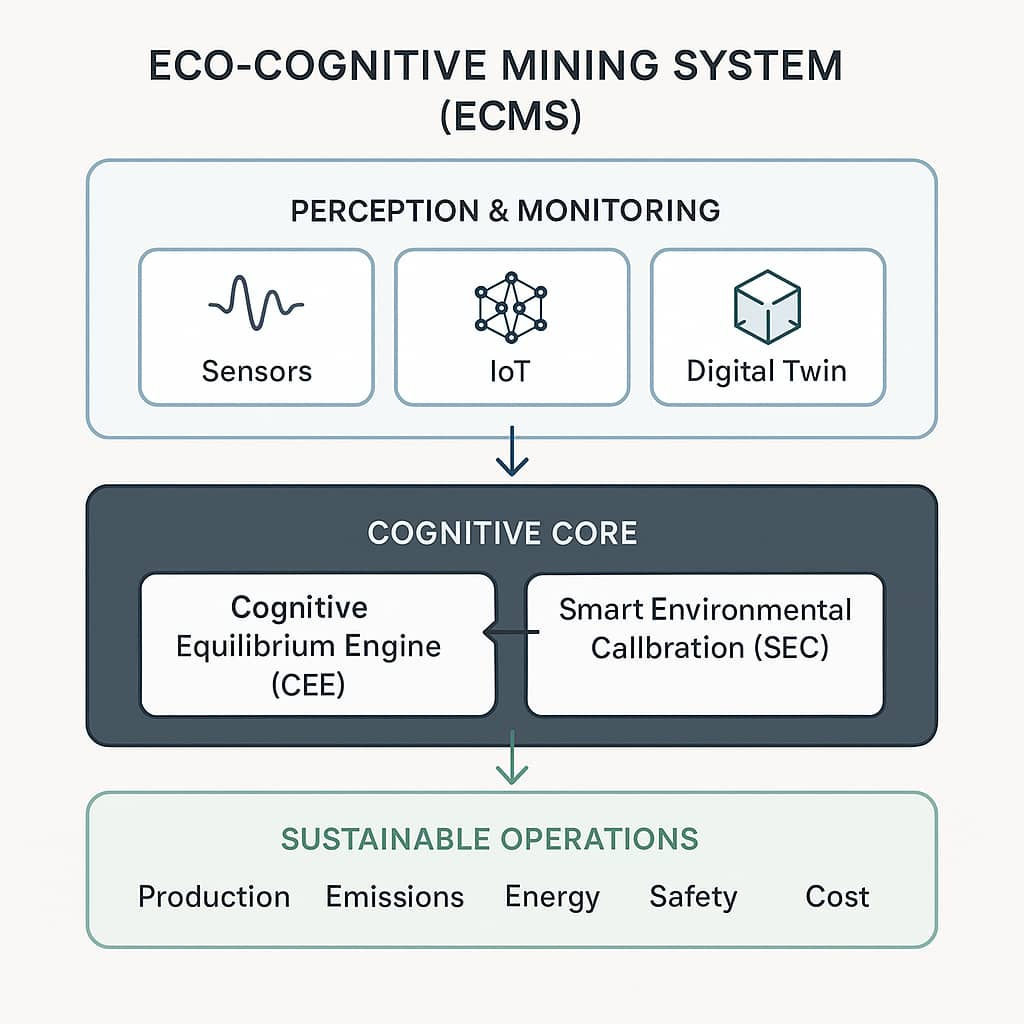 ECO-COGNITIVE MINING SYSTEM
(ECMS)
PERCEPTION & MONITORING
Sensors
IoT
Digital Twin
COGNITIVE CORE
Cognitive
Equilibrium Engine
(CEE)
Smart Environmental
Callbration (SEC)
SUSTAINABLE OPERATIONS
Production
Emissions
Energy
Safety
Cost